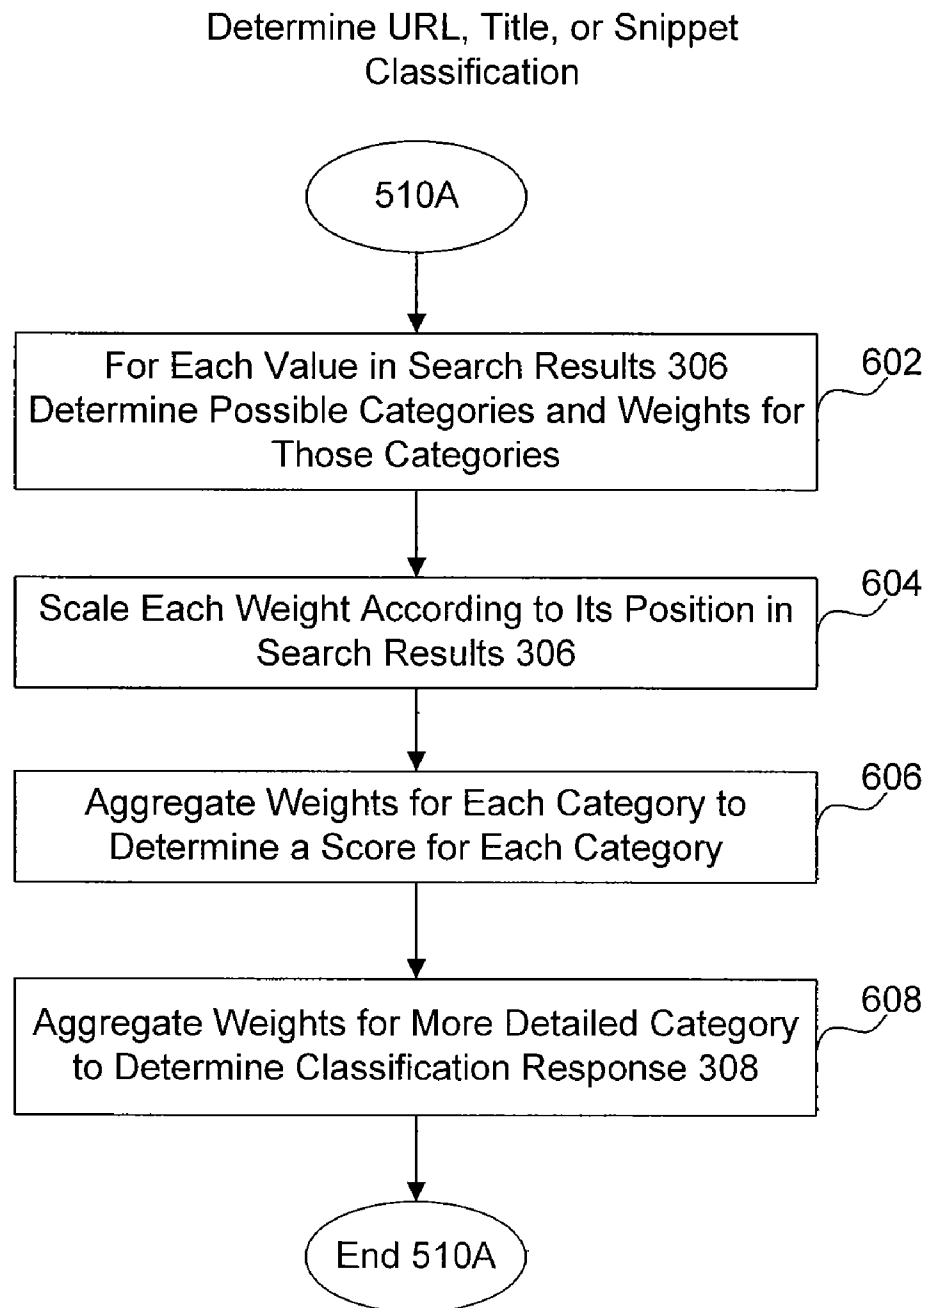 Determine URL, Title, or Snippet
Classification
510A
For Each Value in Search Results 306
Determine Possible Categories and Weights for
Those Categories
602
Scale Each Weight According to Its Position in
Search Results 306
604
Aggregate Weights for Each Category to
Determine a Score for Each Category
606
Aggregate Weights for More Detailed Category
to Determine Classification Response 308
608
End 510A